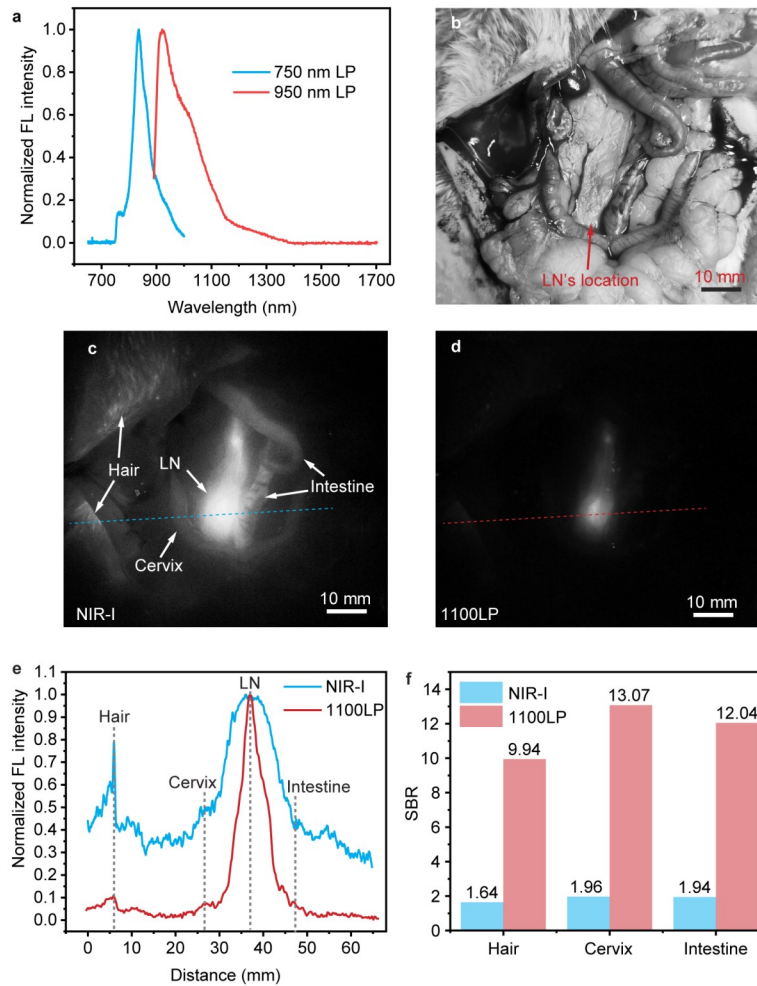 a
Normalized FL intensity
1.0
0.8
0.6
0.4
0.2
0.0
750 nm LP
950 nm LP
700 900 1100 1300 1500 1700
Wavelength (nm)
b
LN's location
10 mm
c
Hair
LN
Intestine
Cervix
NIR-I
10 mm
d
1100LP
10 mm
e
Normalized FL intensity
1.1
1.0
0.9
0.8
0.7
0.6
0.5
0.4
0.3
0.2
0.1
0.0
LN
NIR-I
1100LP
Hair
Cervix
Intestine
0 10 20 30 40 50 60
Distance (mm)
f
SBR
14
12
10
8
6
4
2
0
NIR-I
1100LP
1.64
9.94
1.96
13.07
1.94
12.04
Hair Cervix Intestine